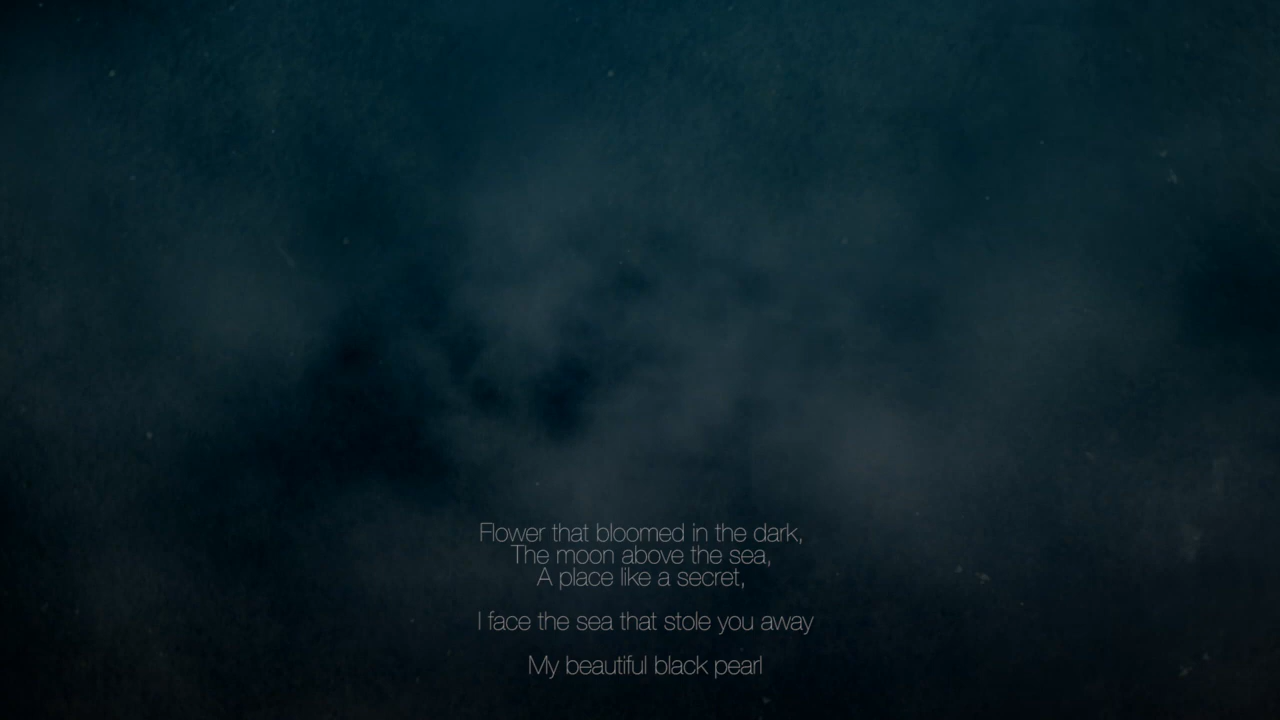 Flower that bloomed in the dark,
The moon above the sea,
A place like a secret,
I face the sea that stole you away
My beautiful black pearl